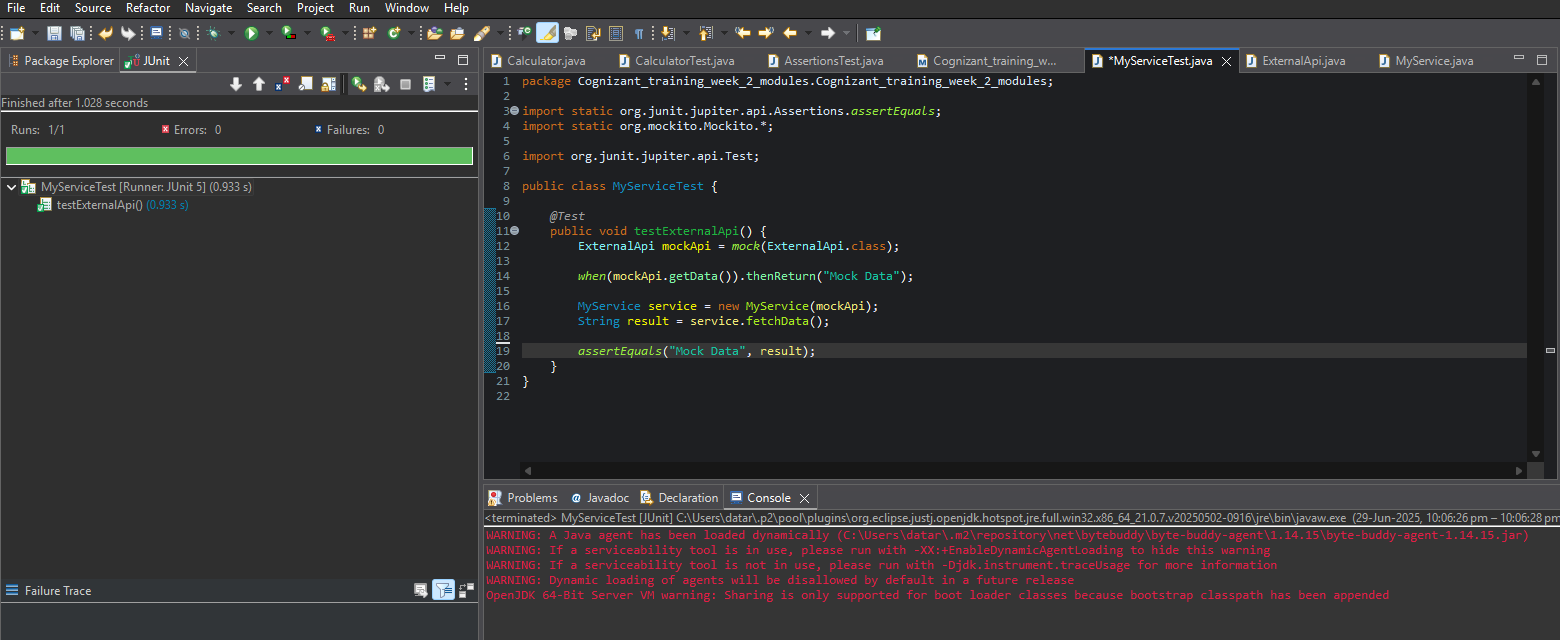 File Edit Source Refactor Navigate Search Project Run Window Help
Package Explorer JUnit
Finished after 1.028 seconds
Runs: 1/1 Errors: 0 Failures: 0
MyServiceTest [Runner: JUnit 5] (0.933 s)
testExternalApi() (0.933 s)
Failure Trace
Calculator.java CalculatorTest.java AssertionsTest.java Cognizant_training_w... *MyServiceTest.java ExternalApi.java MyService.java
1 package Cognizant_training_week_2_modules.Cognizant_training_week_2_modules;
2
3 import static org.junit.jupiter.api.Assertions.assertEquals;
4 import static org.mockito.Mockito.*;
5
6 import org.junit.jupiter.api.Test;
7
8 public class MyServiceTest {
9
10 @Test
11 public void testExternalApi() {
12 ExternalApi mockApi = mock(ExternalApi.class);
13
14 when(mockApi.getData()).thenReturn("Mock Data");
15
16 MyService service = new MyService(mockApi);
17 String result = service.fetchData();
18
19 assertEquals("Mock Data", result);
20 }
21 }
22
Problems Javadoc Declaration Console
<terminated> MyServiceTest [JUnit] C:\Users\datar\.p2\pool\plugins\org.eclipse.justj.openjdk.hotspot.jre.full.win32.x86_64_21.0.7.v20250502-0916\jre\bin\javaw.exe (29-Jun-2025, 10:06:26 pm – 10:06:28 pm
WARNING: A Java agent has been loaded dynamically (C:\Users\datar\.m2\repository\net\bytebuddy\byte-buddy-agent\1.14.15\byte-buddy-agent-1.14.15.jar)
WARNING: If a serviceability tool is in use, please run with -XX:+EnableDynamicAgentLoading to hide this warning
WARNING: If a serviceability tool is not in use, please run with -Djdk.instrument.traceUsage for more information
WARNING: Dynamic loading of agents will be disallowed by default in a future release
OpenJDK 64-Bit Server VM warning: Sharing is only supported for boot loader classes because bootstrap classpath has been appended